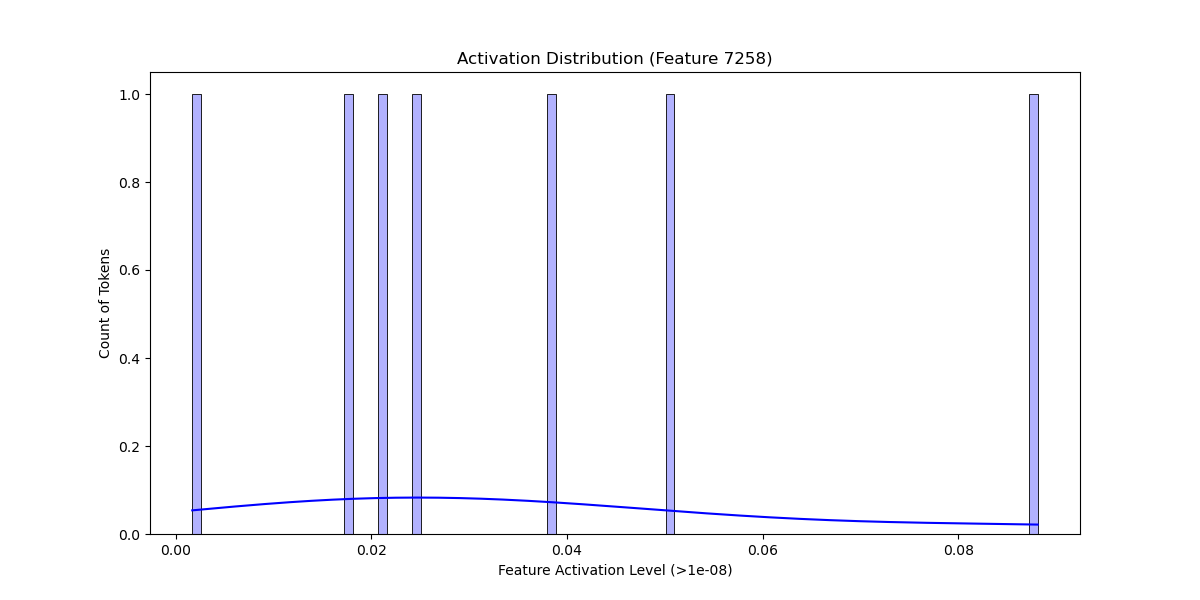 Activation Distribution (Feature 7258)
1.0
0.8
0.6
0.4
0.2
0.0
Count of Tokens
0.00 0.02 0.04 0.06 0.08
Feature Activation Level (>1e-08)